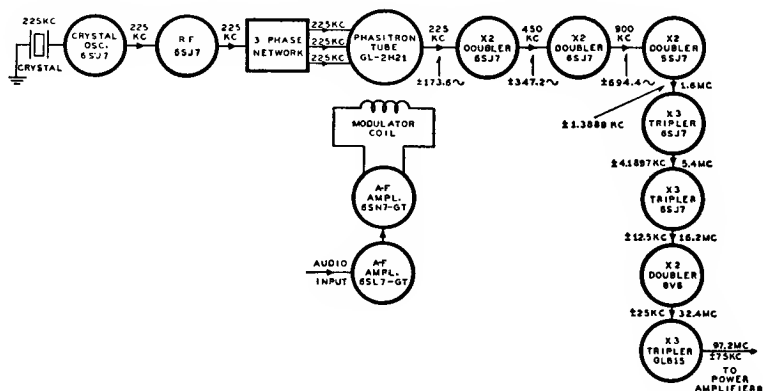 225KC
CRYSTAL
CRYSTAL
OSC.
6SJ7
225
KC
R F
6SJ7
225
KC
3 PHASE
NETWORK
225KC
225KC
225KC
PHASITRON
TUBE
GL-2H21
225
KC
±173.6~
X2
DOUBLER
6SJ7
450
KC
±347.2~
X2
DOUBLER
6SJ7
900
KC
±694.4~
X2
DOUBLER
6SJ7
±1.3888 KC
1.8MC
X3
TRIPLER
6SJ7
±4.1897KC
5.4MC
X3
TRIPLER
6SJ7
±12.5KC
16.2MC
X2
DOUBLER
6V6
±25KC
32.4MC
X3
TRIPLER
GL815
97.2MC
±75KC
TO
POWER
AMPLIFIERS
MODULATOR
COIL
A-F
AMPL.
6SN7-GT
AUDIO
INPUT
A-F
AMPL.
6SL7-GT